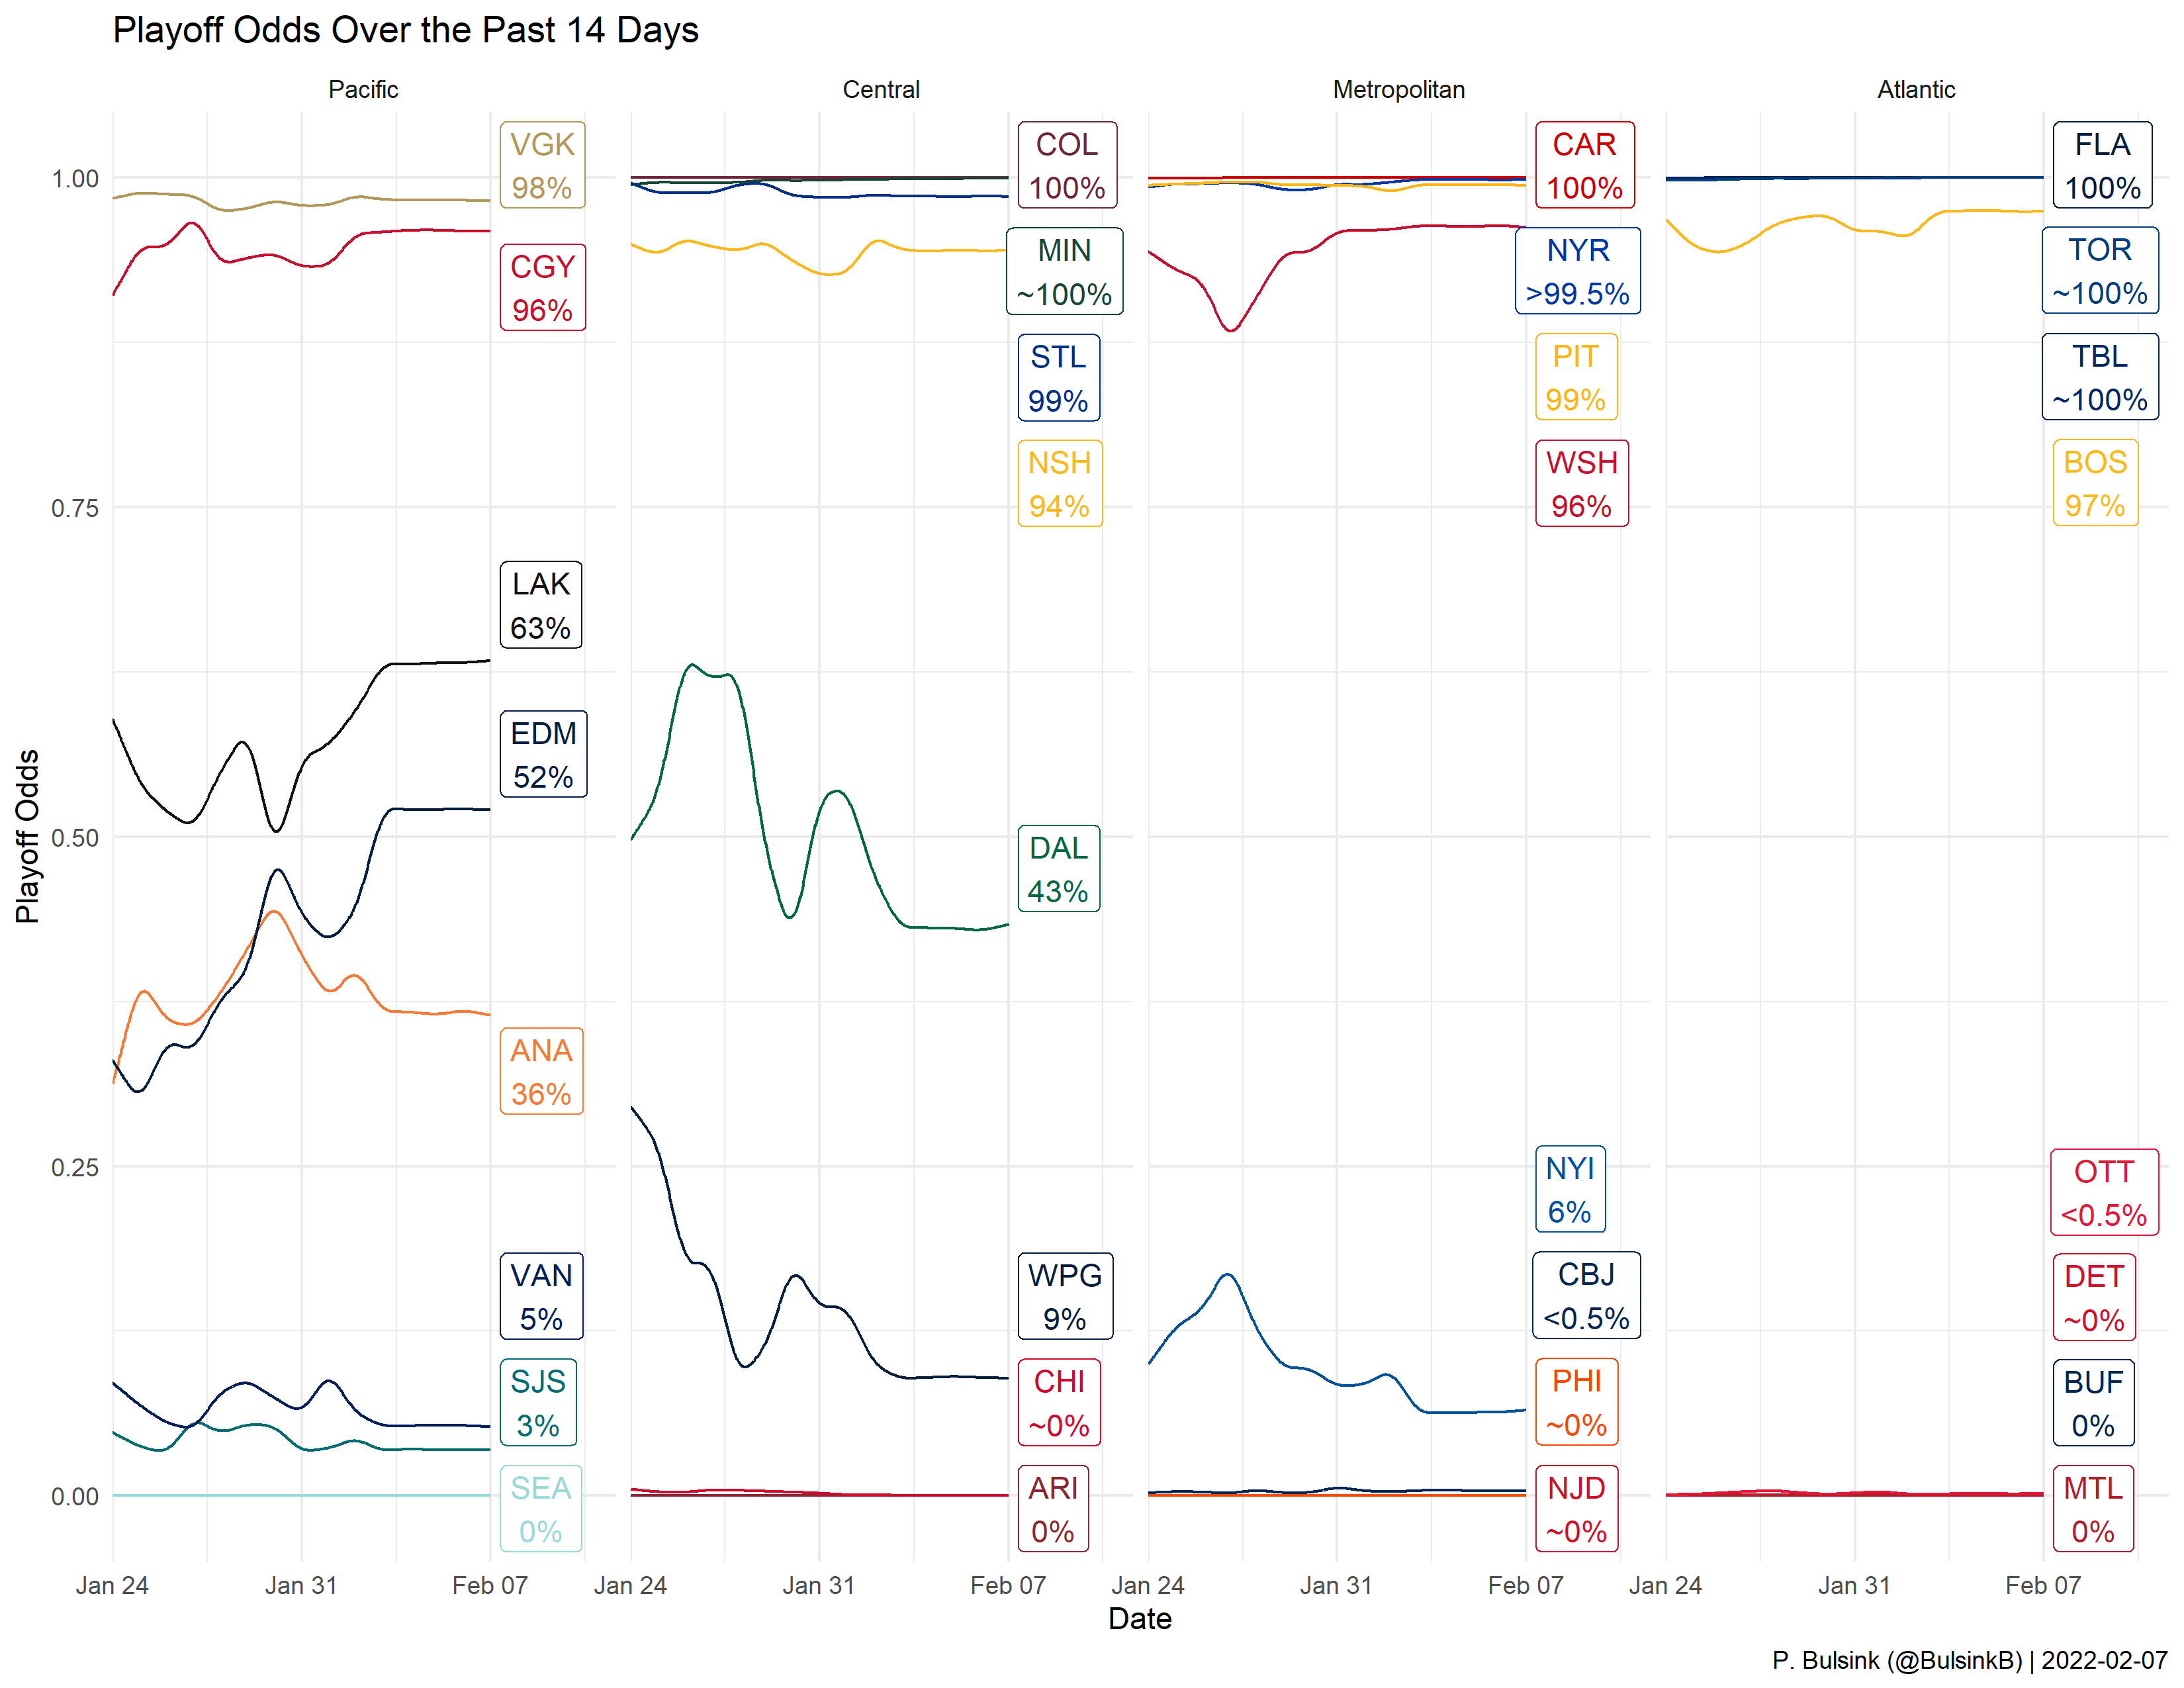 Playoff Odds Over the Past 14 Days
Pacific
Central
Metropolitan
Atlantic
Playoff Odds
1.00
0.75
0.50
0.25
0.00
VGK
98%
CGY
96%
LAK
63%
EDM
52%
ANA
36%
VAN
5%
SJS
3%
SEA
0%
COL
100%
MIN
~100%
STL
99%
NSH
94%
DAL
43%
WPG
9%
CHI
~0%
ARI
0%
CAR
100%
NYR
>99.5%
PIT
99%
WSH
96%
NYI
6%
CBJ
<0.5%
PHI
~0%
NJD
~0%
FLA
100%
TOR
~100%
TBL
~100%
BOS
97%
OTT
<0.5%
DET
~0%
BUF
0%
MTL
0%
Jan 24 Jan 31 Feb 07 Jan 24 Jan 31 Feb 07 Jan 24 Jan 31 Feb 07 Jan 24 Jan 31 Feb 07
Date
P. Bulsink (@BulsinkB) | 2022-02-07